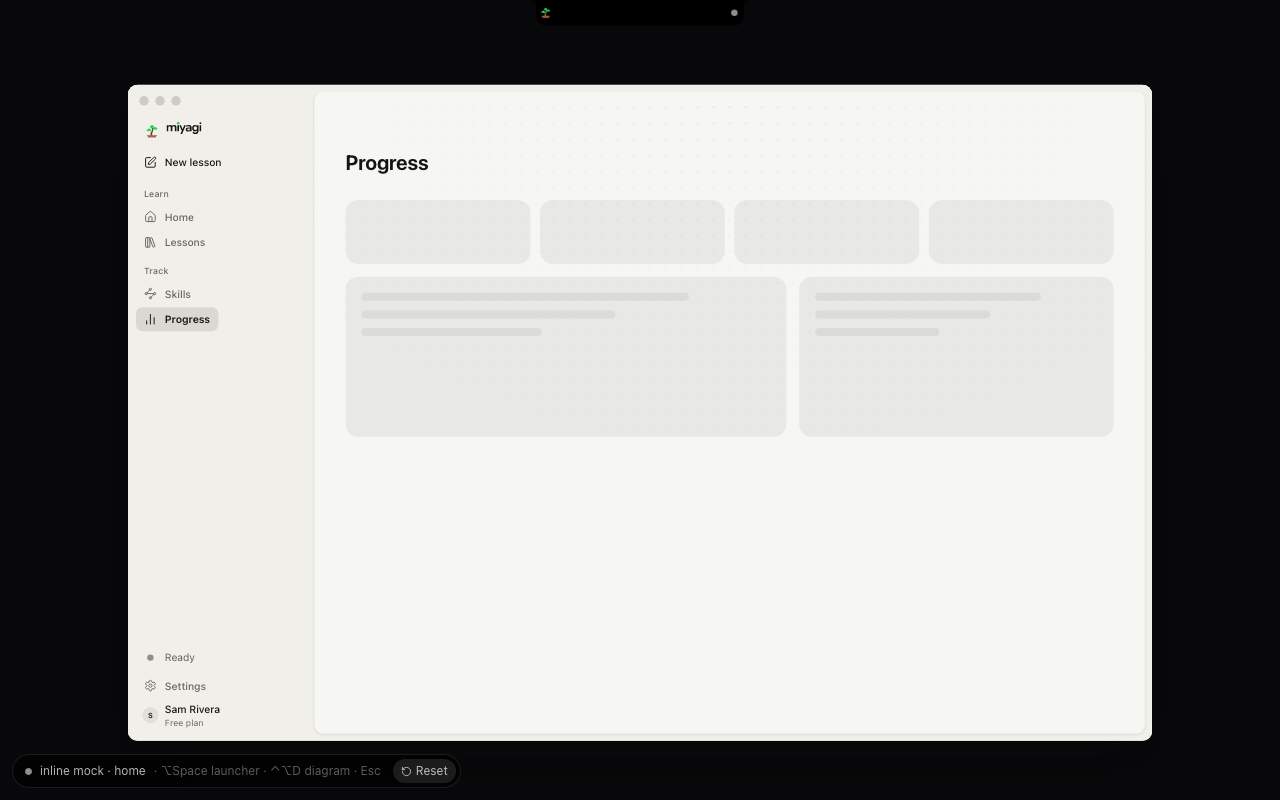 miyagi
New lesson
Learn
Home
Lessons
Track
Skills
Progress
Progress
Ready
Settings
S
Sam Rivera
Free plan
inline mock · home · ⌥Space launcher · ^⌥D diagram · Esc
Reset